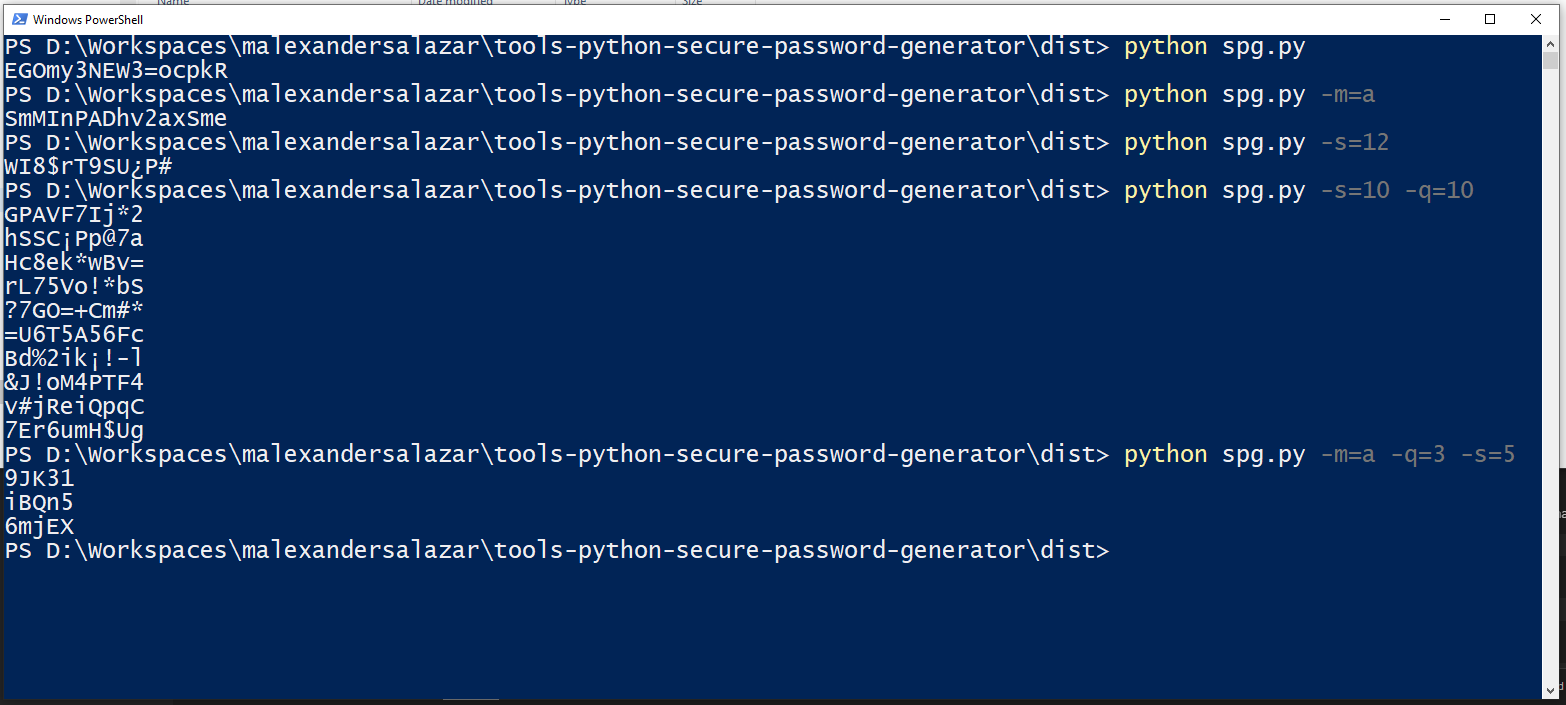 Name Date modified Type Size
Windows PowerShell
PS D:\Workspaces\malexandersalazar\tools-python-secure-password-generator\dist> python spg.py
EGOmy3NEW3=ocpkR
PS D:\Workspaces\malexandersalazar\tools-python-secure-password-generator\dist> python spg.py -m=a
SmMInPADhv2axSme
PS D:\Workspaces\malexandersalazar\tools-python-secure-password-generator\dist> python spg.py -s=12
WI8$rT9SU¿P#
PS D:\Workspaces\malexandersalazar\tools-python-secure-password-generator\dist> python spg.py -s=10 -q=10
GPAVF7Ij*2
hSSC¡Pp@7a
Hc8ek*wBv=
rL75Vo!*bS
?7GO=+Cm#*
=U6T5A56Fc
Bd%2ik¡!-l
&J!oM4PTF4
v#jReiQpqC
7Er6umH$Ug
PS D:\Workspaces\malexandersalazar\tools-python-secure-password-generator\dist> python spg.py -m=a -q=3 -s=5
9JK31
iBQn5
6mjEX
PS D:\Workspaces\malexandersalazar\tools-python-secure-password-generator\dist>